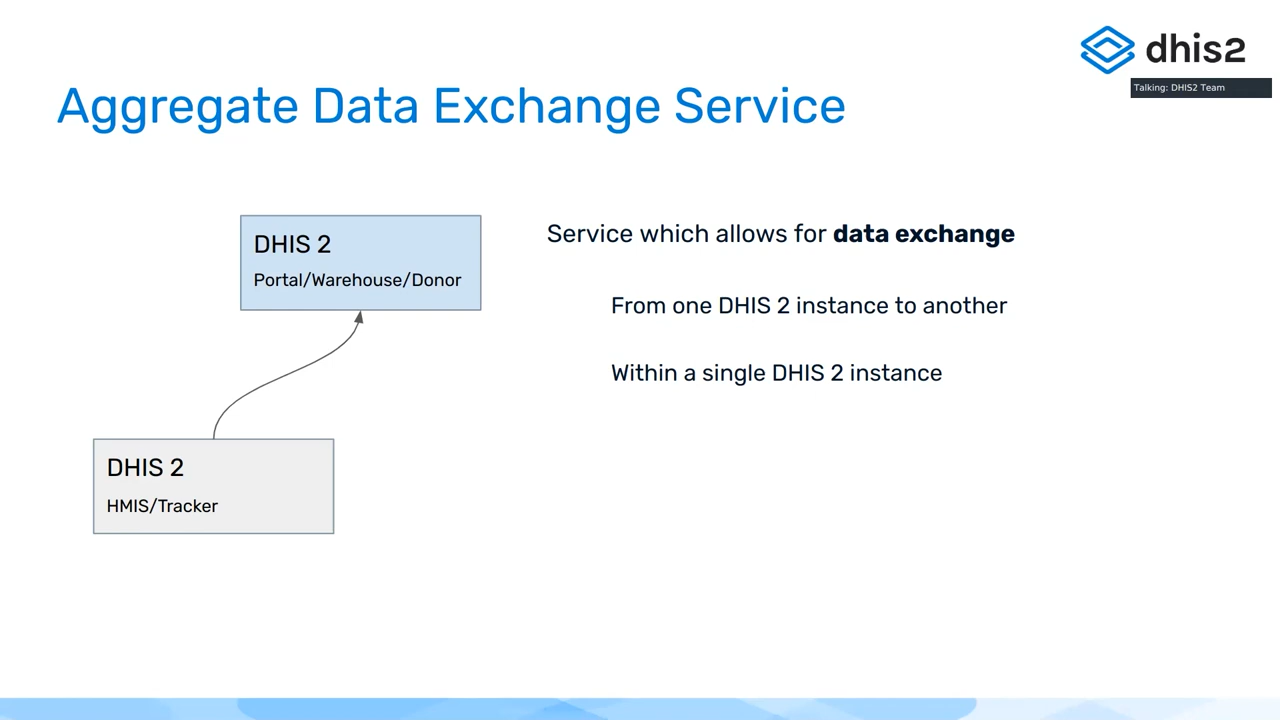 dhis2
Talking: DHIS2 Team
Aggregate Data Exchange Service
DHIS 2
Portal/Warehouse/Donor
Service which allows for data exchange
From one DHIS 2 instance to another
Within a single DHIS 2 instance
DHIS 2
HMIS/Tracker